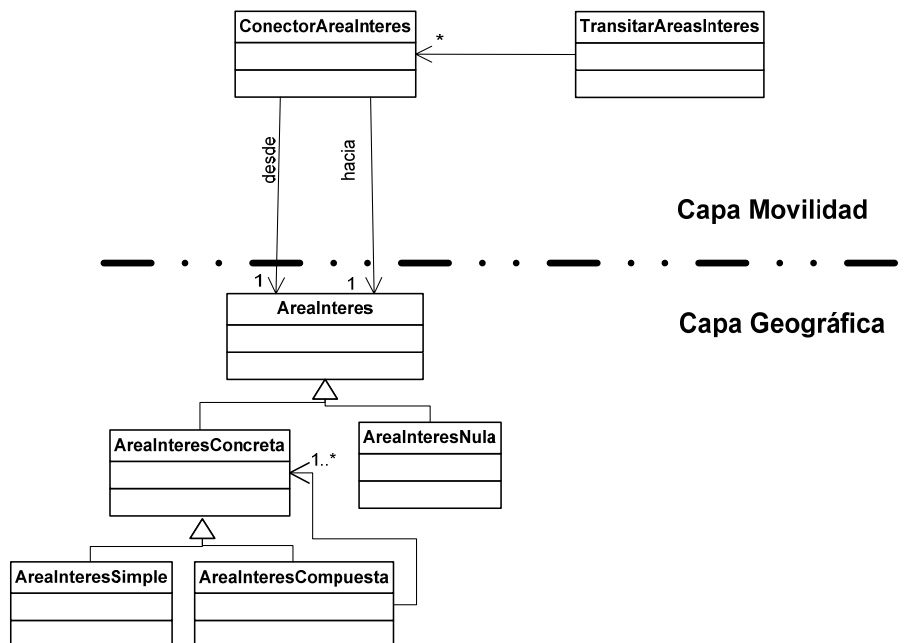 ConectorAreaInteres
TransitarAreasInteres
*
desde
hacia
Capa Movilidad
1
1
AreaInteres
Capa Geográfica
AreaInteresConcreta
AreaInteresNula
1..*
AreaInteresSimple
AreaInteresCompuesta